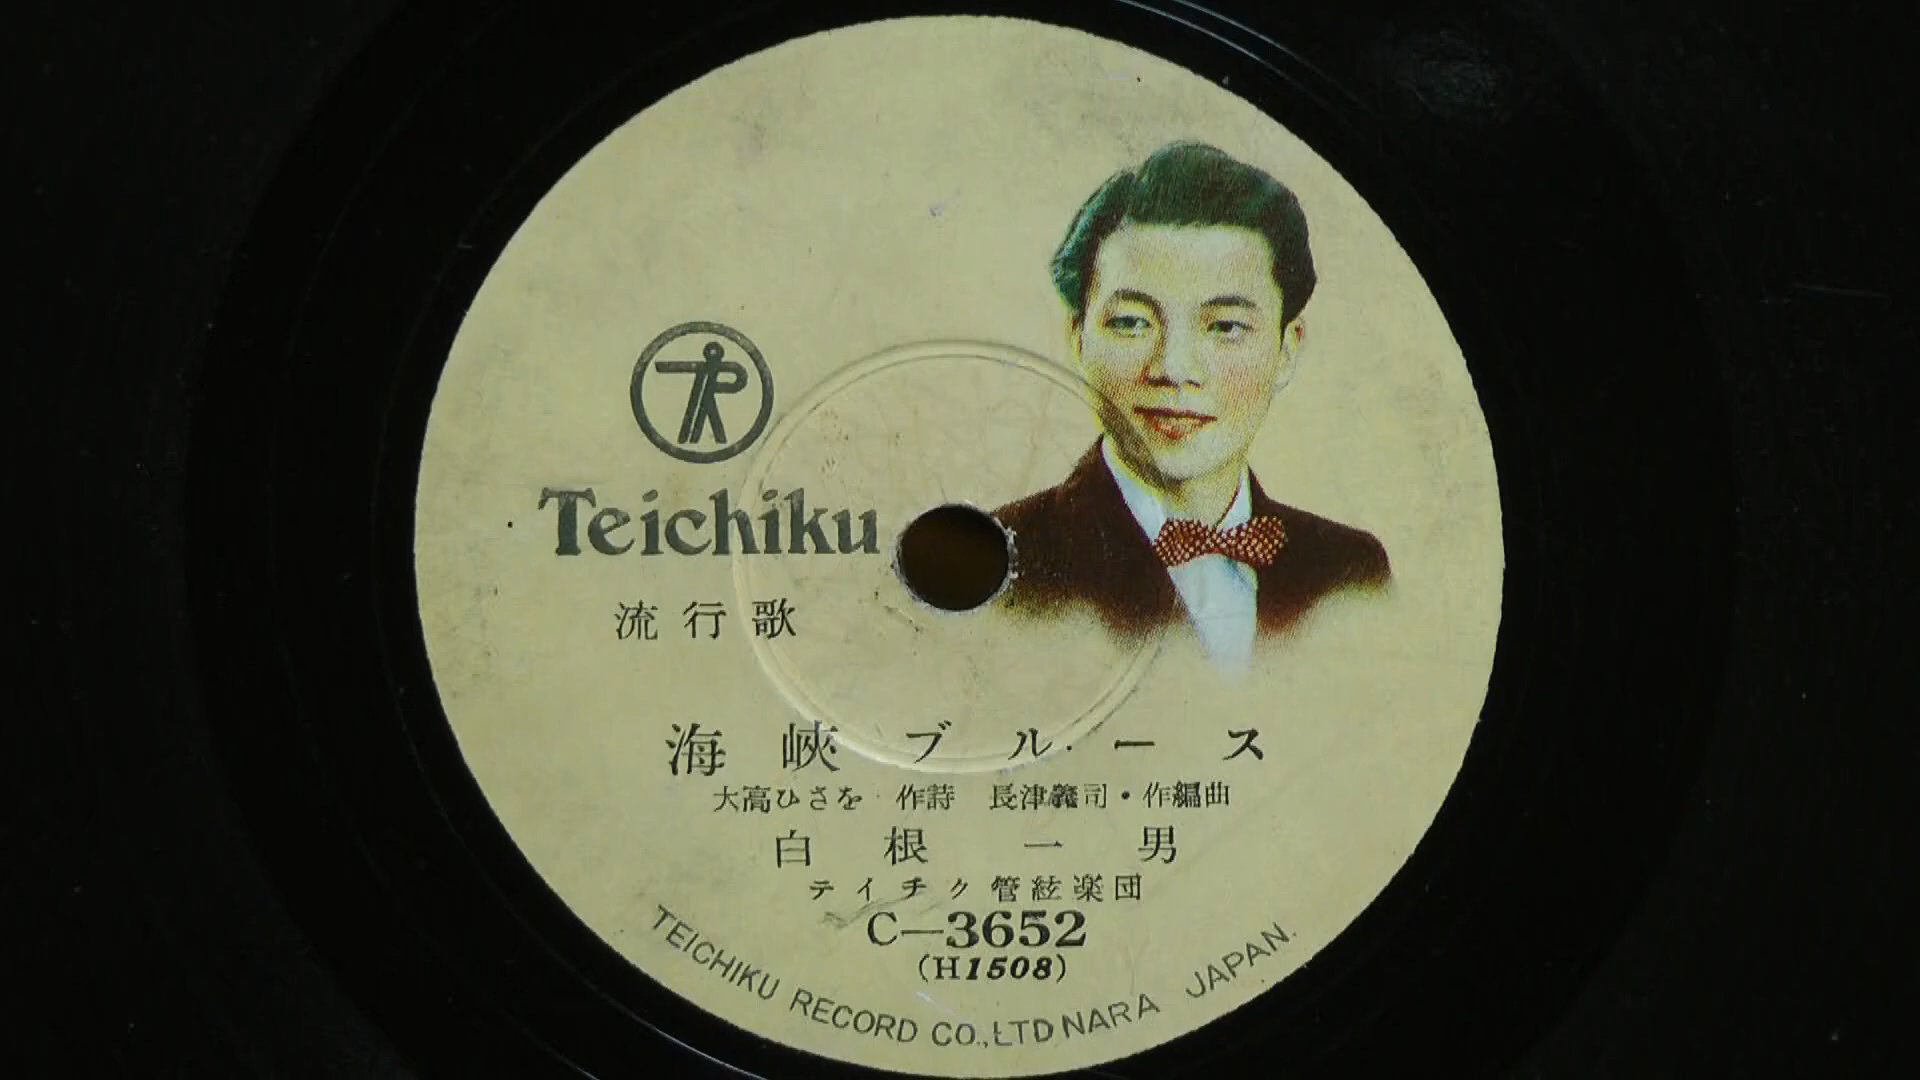 Teichiku
流行歌
海峽ブルース
大高ひさを・作詩 長津義司・作編曲
白根一男
テイチク管絃楽団
C-3652
(H1508)
TEICHIKU RECORD CO., LTD NARA JAPAN.